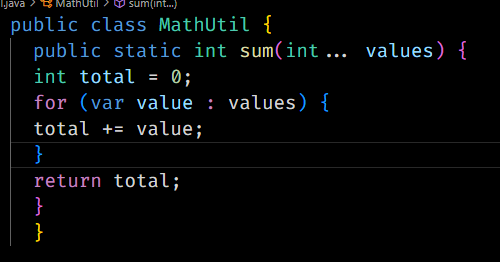 l.java > MathUtil > sum(int...)
public class MathUtil {
public static int sum(int... values) {
int total = 0;
for (var value : values) {
total += value;
}
return total;
}
}